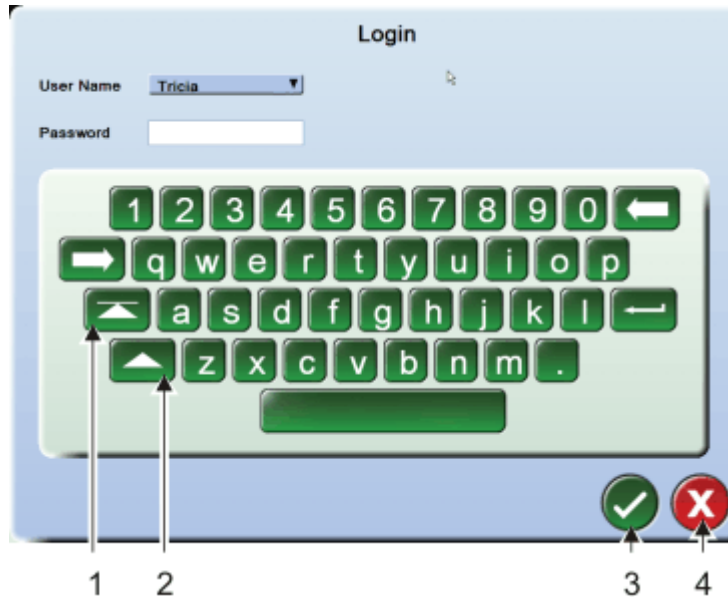 Login
User Name Tricia
Password
1 2 3 4 5 6 7 8 9 0
q w e r t y u i o p
a s d f g h j k l
z x c v b n m .
X
1 2 3 4